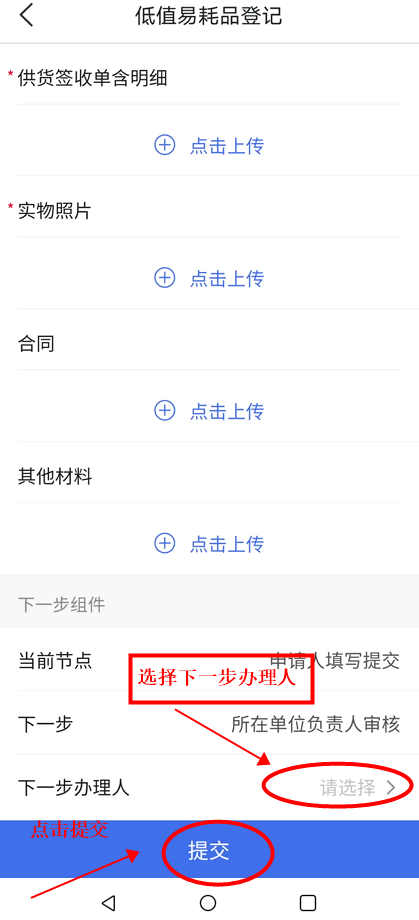 低值易耗品登记
* 供货签收单含明细
点击上传
* 实物照片
点击上传
合同
点击上传
其他材料
点击上传
下一步组件
当前节点 申请人填写提交
选择下一步办理人
下一步 所在单位负责人审核
下一步办理人 请选择
点击提交
提交